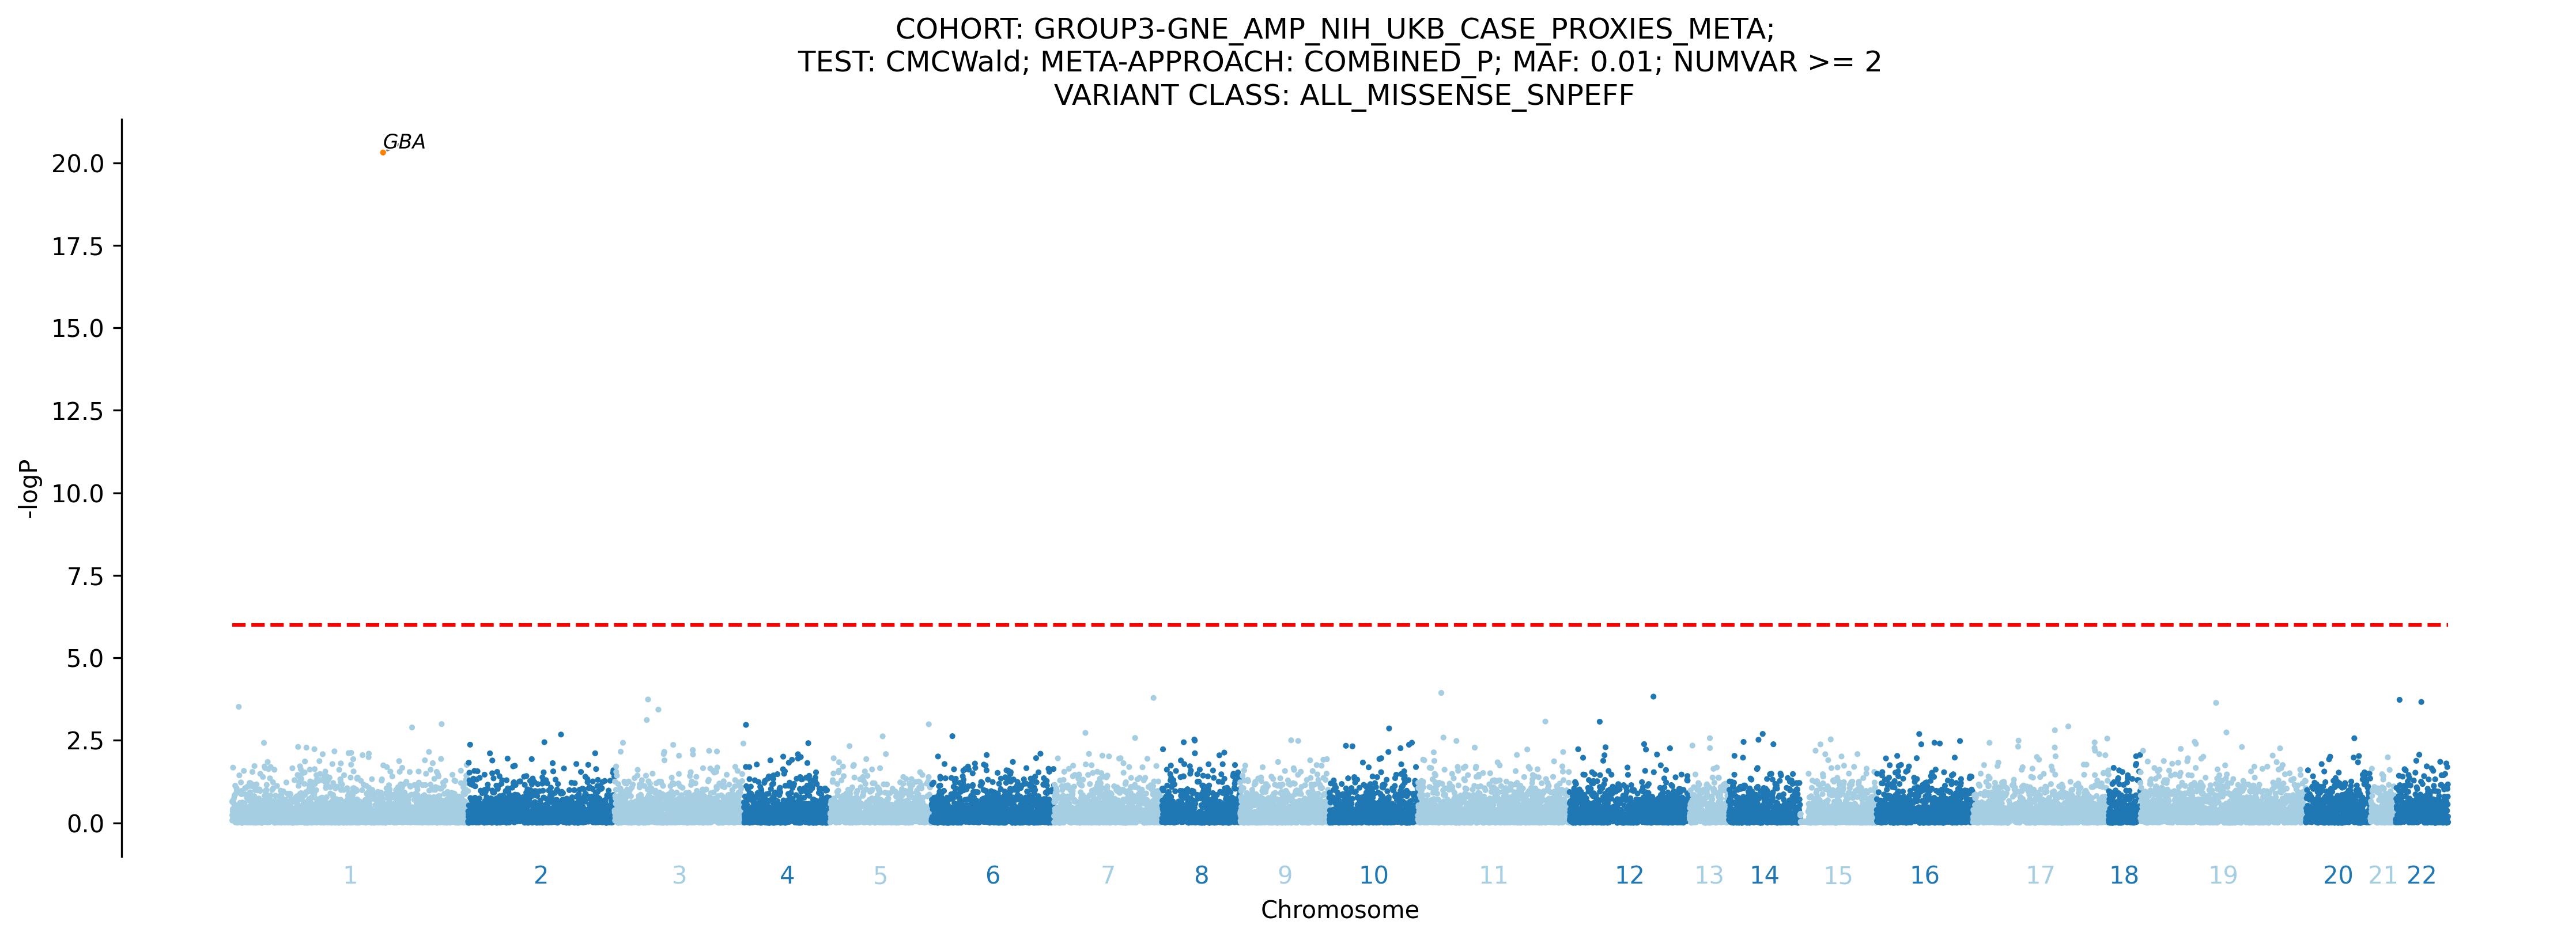 COHORT: GROUP3-GNE_AMP_NIH_UKB_CASE_PROXIES_META;
TEST: CMCWald; META-APPROACH: COMBINED_P; MAF: 0.01; NUMVAR >= 2
VARIANT CLASS: ALL_MISSENSE_SNPEFF
GBA
20.0
17.5
15.0
12.5
10.0
7.5
5.0
2.5
0.0
-logP
1 2 3 4 5 6 7 8 9 10 11 12 13 14 15 16 17 18 19 20 21 22
Chromosome